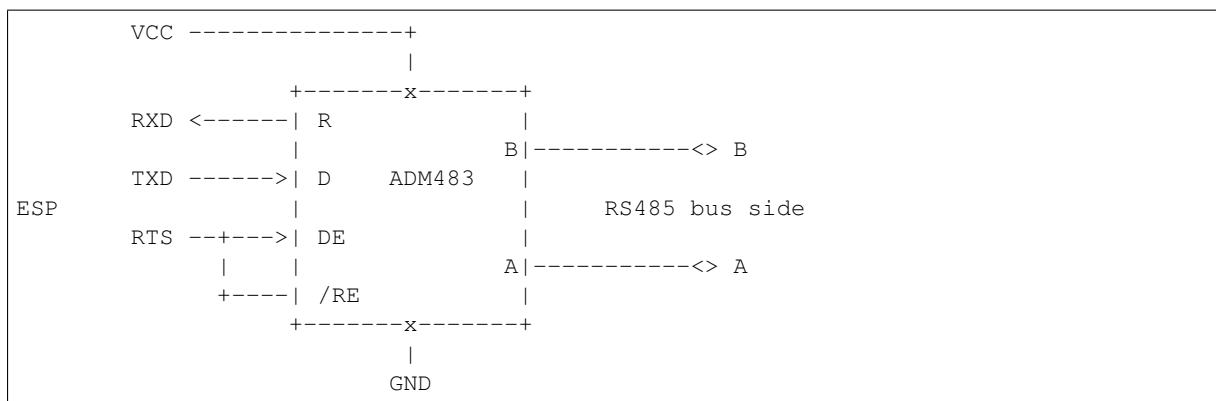 VCC ---------------+
|
+-------x-------+
RXD <------| R |
| B|-----------<> B
TXD ------>| D ADM483 |
ESP | | RS485 bus side
RTS --+--->| DE |
| | A|-----------<> A
+----| /RE |
+-------x-------+
|
GND